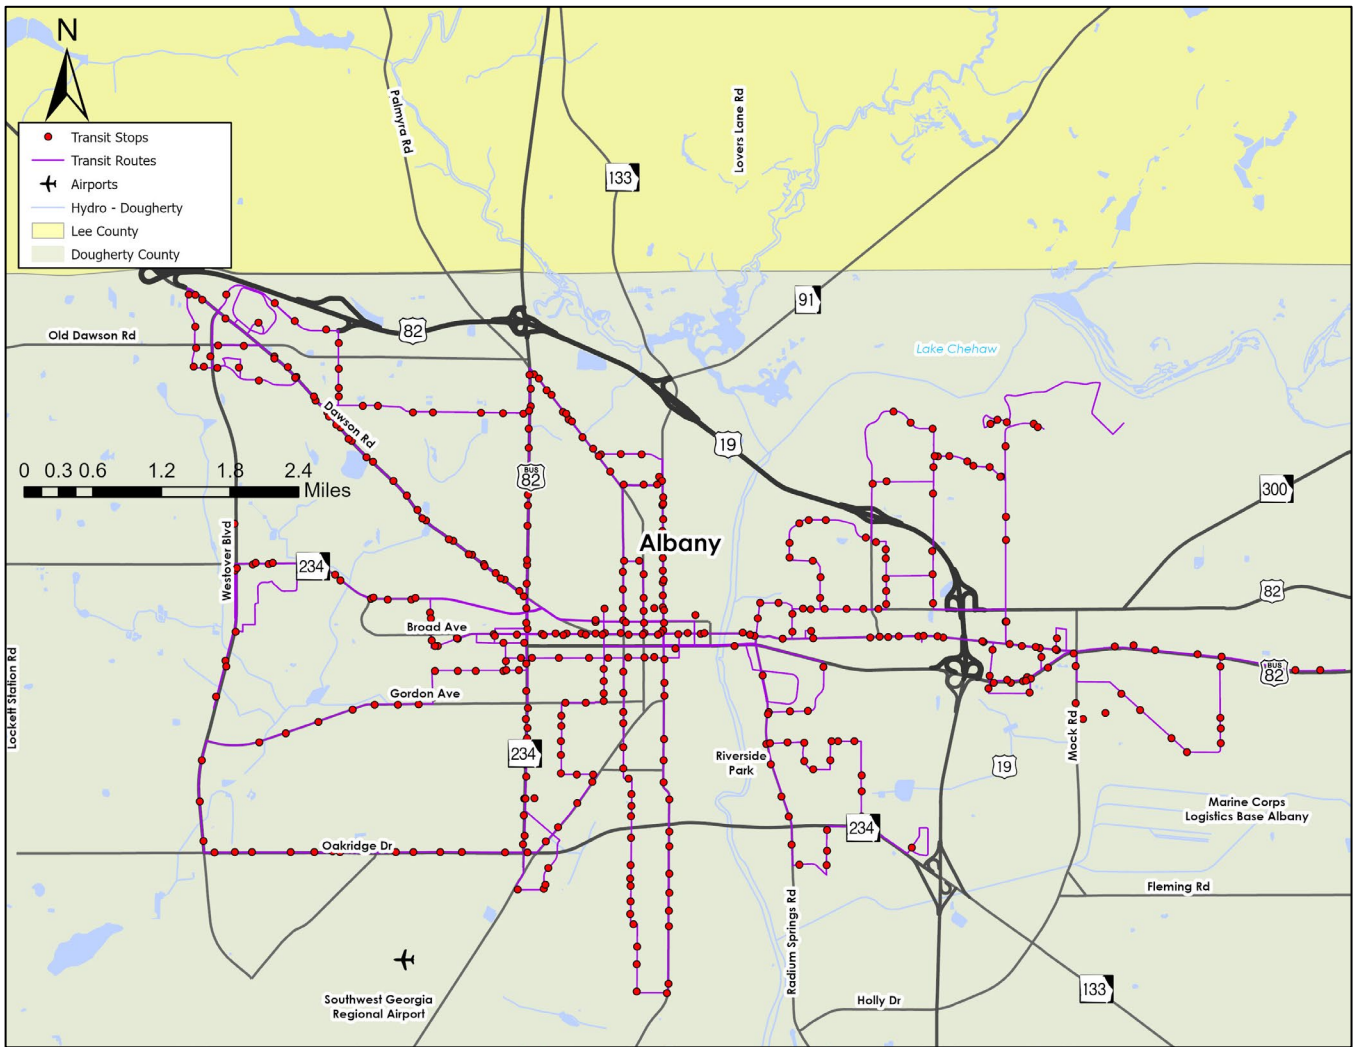 N
Transit Stops
Transit Routes
Airports
Hydro - Dougherty
Lee County
Dougherty County
Palmyra Rd
133
Lovers Lane Rd
91
82
Old Dawson Rd
Lake Chehaw
Dawson Rd
19
0 0.3 0.6 1.2 1.8 2.4
Miles
BUS
82
300
Albany
Westover Blvd
234
82
Broad Ave
Lockett Station Rd
Gordon Ave
BUS
82
234
Riverside
Park
Mock Rd
19
Marine Corps
Logistics Base Albany
234
Oakridge Dr
Fleming Rd
Radium Springs Rd
Southwest Georgia
Regional Airport
Holly Dr
133